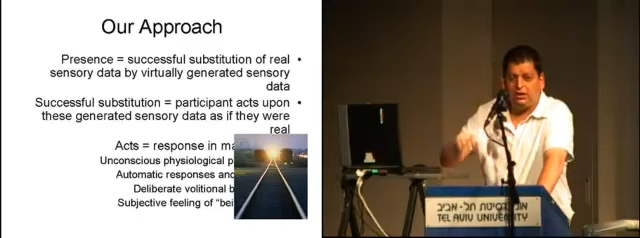 Our Approach
Presence = successful substitution of real •
sensory data by virtually generated sensory
data
Successful substitution = participant acts upon •
these generated sensory data as if they were
real
Acts = response in ma
Unconscious physiological p
Automatic responses and
Deliberate volitional b
Subjective feeling of "bei
אוניברסיטת תל-אביב
TEL AVIV UNIVERSITY